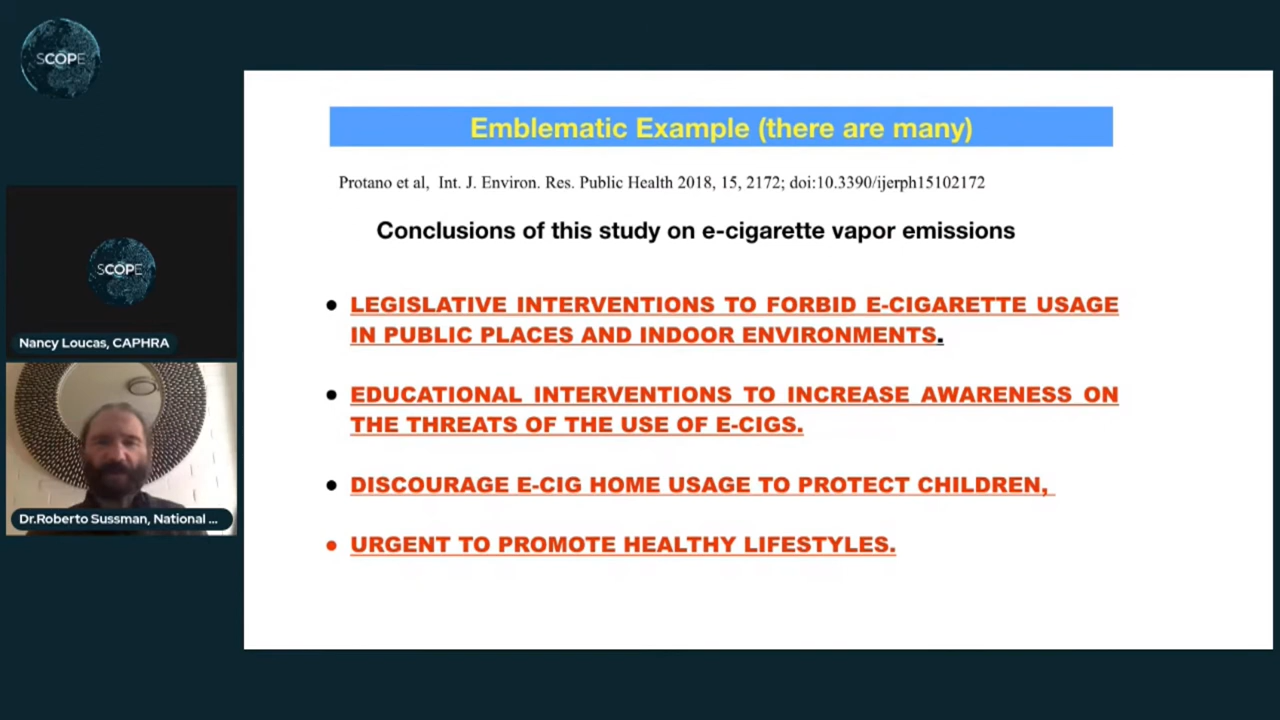 SCOPE
Emblematic Example (there are many)
Protano et al, Int. J. Environ. Res. Public Health 2018, 15, 2172; doi:10.3390/ijerph15102172
Conclusions of this study on e-cigarette vapor emissions
• LEGISLATIVE INTERVENTIONS TO FORBID E-CIGARETTE USAGE
IN PUBLIC PLACES AND INDOOR ENVIRONMENTS.
• EDUCATIONAL INTERVENTIONS TO INCREASE AWARENESS ON
THE THREATS OF THE USE OF E-CIGS.
• DISCOURAGE E-CIG HOME USAGE TO PROTECT CHILDREN,
• URGENT TO PROMOTE HEALTHY LIFESTYLES.
SCOPE
Nancy Loucas, CAPHRA
Dr.Roberto Sussman, National ...